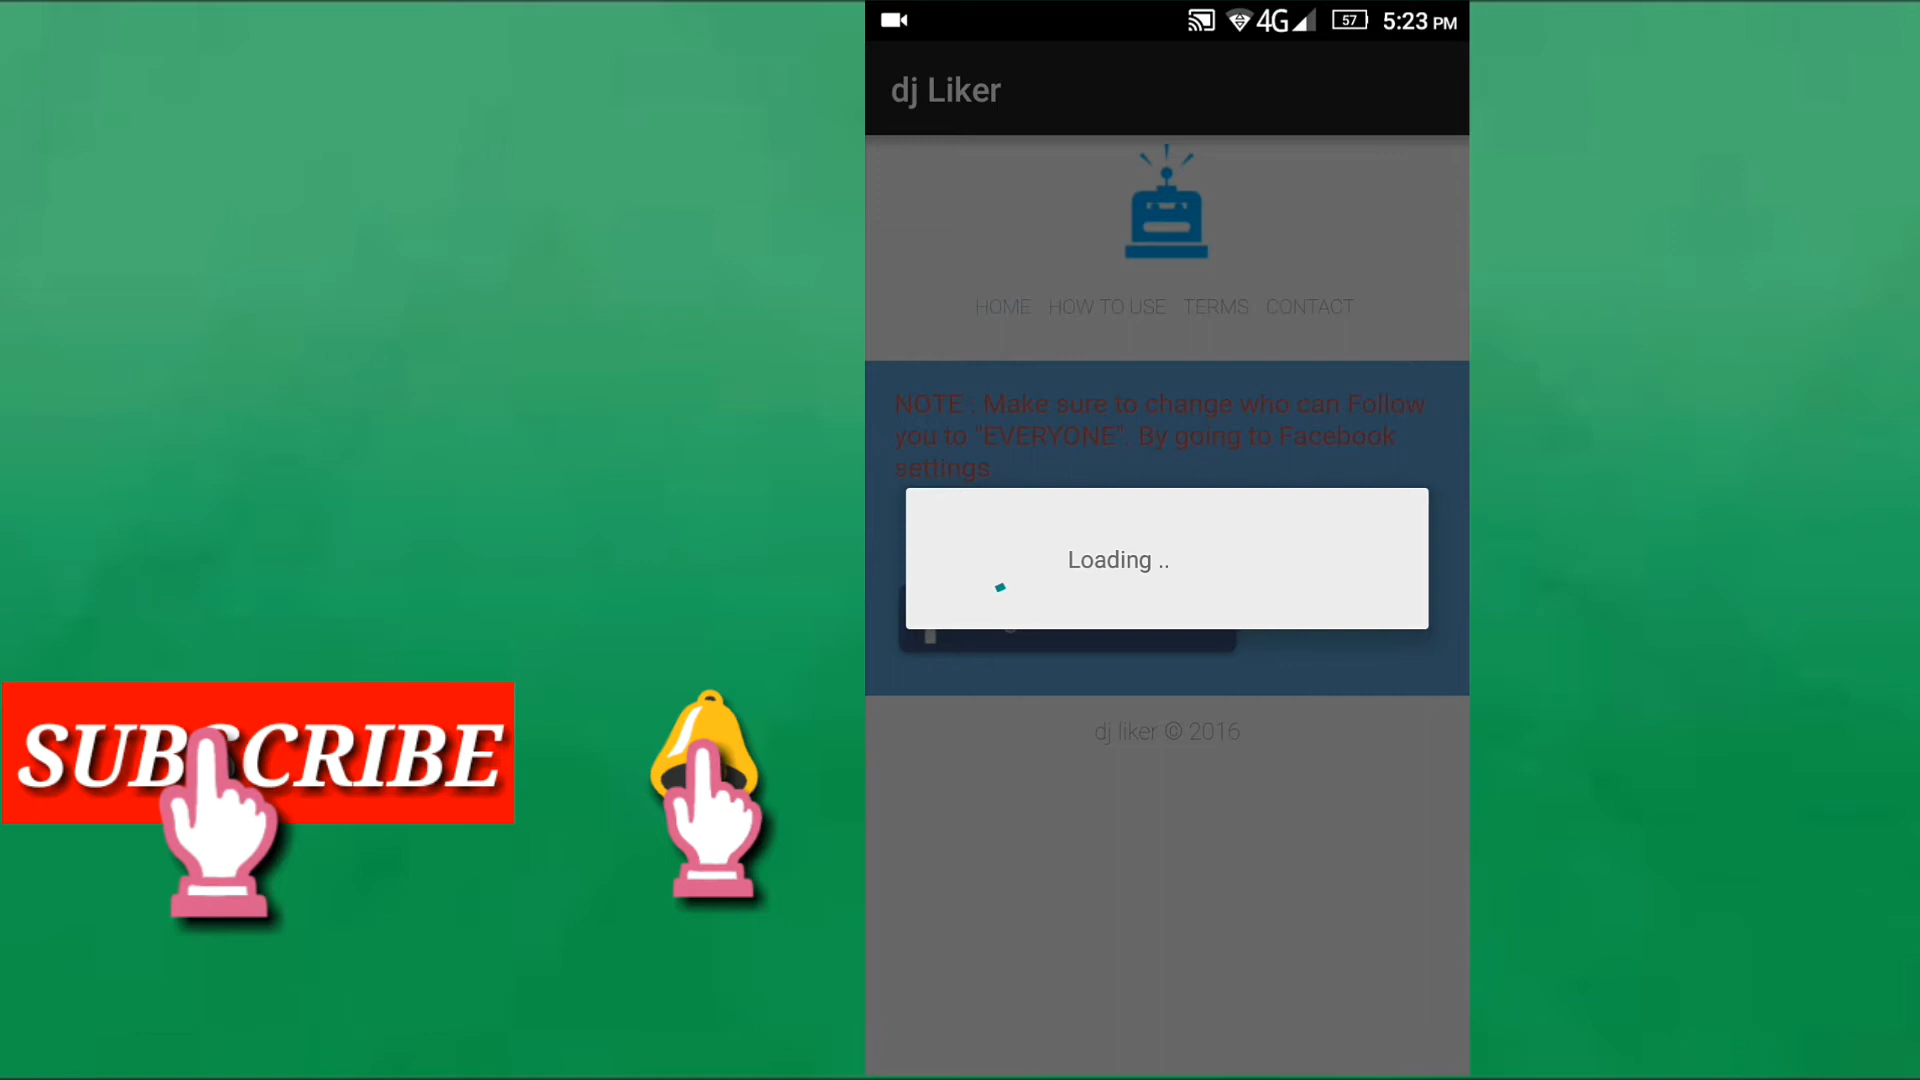 57 4G 5:23 PM
dj Liker
HOME HOW TO USE TERMS CONTACT
NOTE : Make sure to change who can Follow
you to "EVERYONE". By going to Facebook
settings
Loading ..
dj liker © 2016
SUBSCRIBE